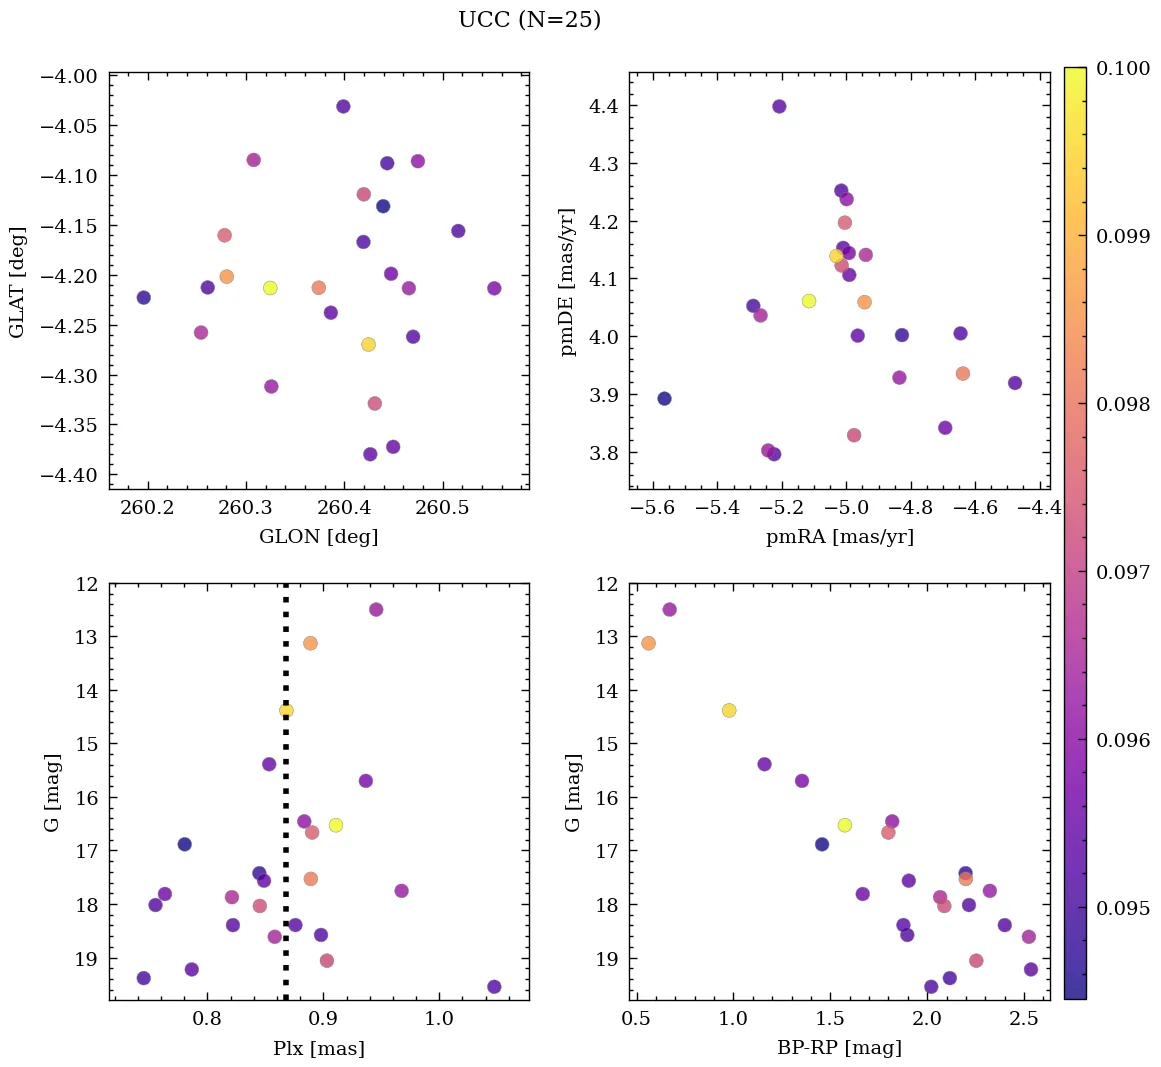 UCC (N=25)
−4.00
−4.05
−4.10
−4.15
−4.20
−4.25
−4.30
−4.35
−4.40
GLAT [deg]
260.2 260.3 260.4 260.5
GLON [deg]
4.4
4.3
4.2
4.1
4.0
3.9
3.8
pmDE [mas/yr]
−5.6 −5.4 −5.2 −5.0 −4.8 −4.6 −4.4
pmRA [mas/yr]
0.100
0.099
0.098
0.097
0.096
0.095
12
13
14
15
16
17
18
19
G [mag]
0.8 0.9 1.0
Plx [mas]
12
13
14
15
16
17
18
19
G [mag]
0.5 1.0 1.5 2.0 2.5
BP-RP [mag]